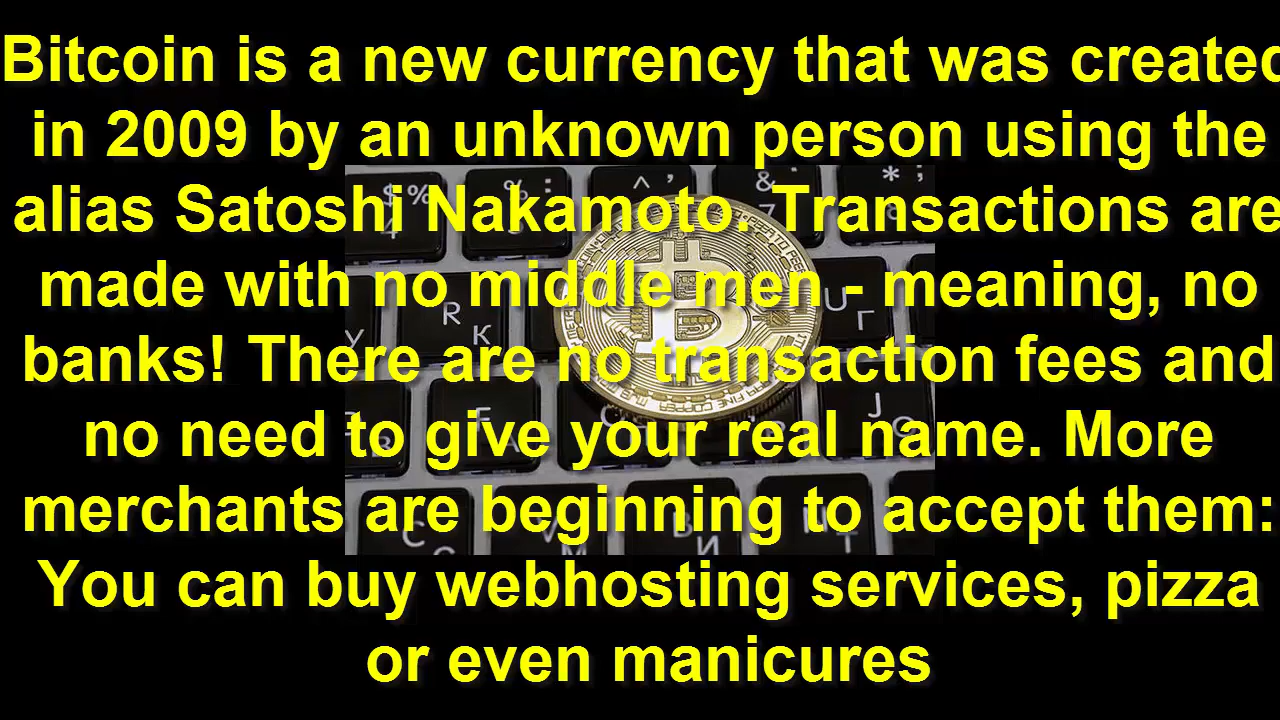 Bitcoin is a new currency that was created
in 2009 by an unknown person using the
alias Satoshi Nakamoto. Transactions are
made with no middle men - meaning, no
banks! There are no transaction fees and
no need to give your real name. More
merchants are beginning to accept them:
You can buy webhosting services, pizza
or even manicures